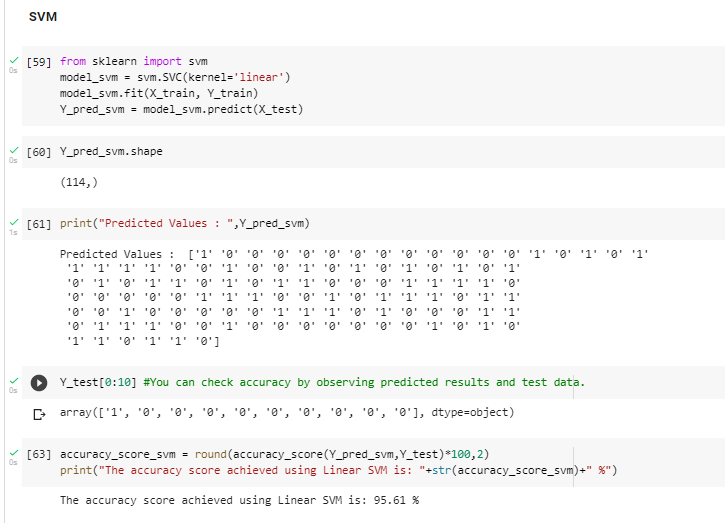 SVM
0s
[59] from sklearn import svm
model_svm = svm.SVC(kernel='linear')
model_svm.fit(X_train, Y_train)
Y_pred_svm = model_svm.predict(X_test)
0s
[60] Y_pred_svm.shape
(114,)
1s
[61] print("Predicted Values : ",Y_pred_svm)
Predicted Values :  ['1' '0' '0' '0' '0' '0' '0' '0' '0' '0' '0' '0' '0' '1' '0' '1' '0' '1'
'1' '1' '1' '1' '0' '0' '1' '0' '0' '1' '0' '1' '0' '1' '0' '1' '0' '1'
'0' '1' '0' '1' '1' '0' '1' '0' '1' '1' '0' '0' '0' '1' '1' '1' '1' '0'
'0' '0' '0' '0' '0' '1' '1' '1' '0' '0' '1' '0' '1' '1' '1' '0' '1' '1'
'0' '0' '1' '0' '0' '0' '0' '0' '1' '1' '1' '0' '1' '0' '0' '0' '1' '1'
'0' '1' '1' '1' '0' '0' '1' '0' '0' '0' '0' '0' '0' '0' '1' '0' '1' '0'
'1' '1' '0' '1' '1' '0']
0s
Y_test[0:10] #You can check accuracy by observing predicted results and test data.
array(['1', '0', '0', '0', '0', '0', '0', '0', '0', '0'], dtype=object)
0s
[63] accuracy_score_svm = round(accuracy_score(Y_pred_svm,Y_test)*100,2)
print("The accuracy score achieved using Linear SVM is: "+str(accuracy_score_svm)+" %")
The accuracy score achieved using Linear SVM is: 95.61 %